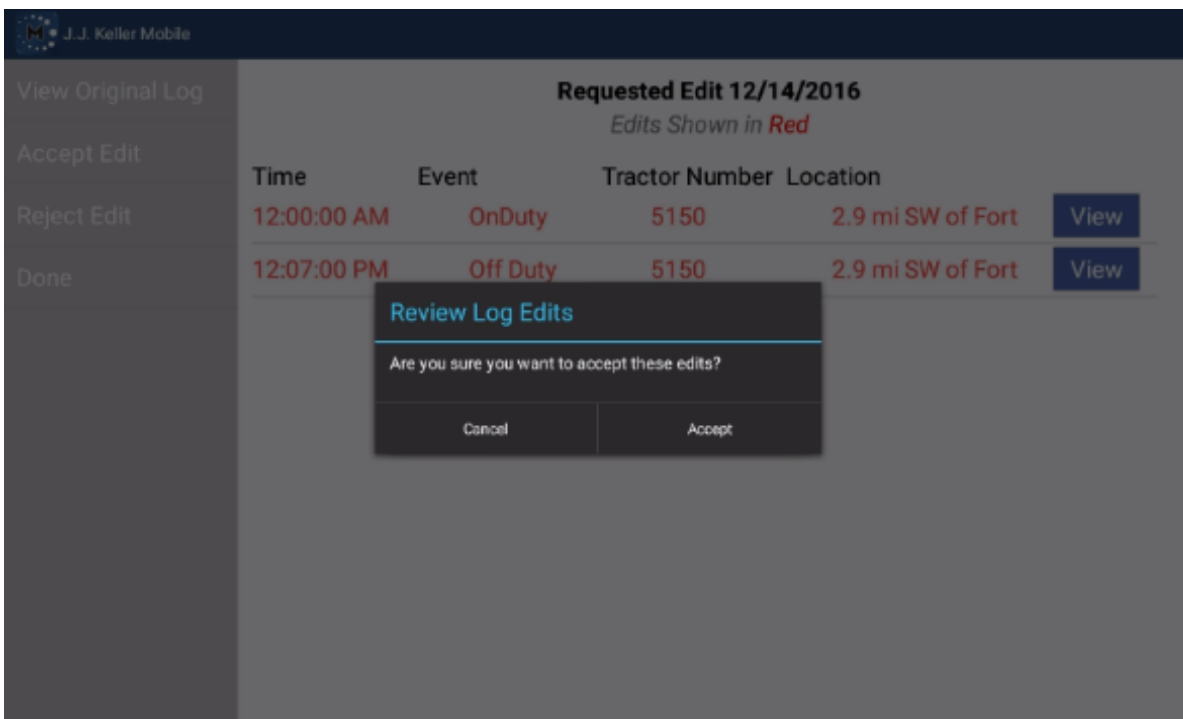 J.J. Keller Mobile
View Original Log
Accept Edit
Reject Edit
Done
Requested Edit 12/14/2016
Edits Shown in Red
Time Event Tractor Number Location
12:00:00 AM OnDuty 5150 2.9 mi SW of Fort View
12:07:00 PM Off Duty 5150 2.9 mi SW of Fort View
Review Log Edits
Are you sure you want to accept these edits?
Cancel Accept